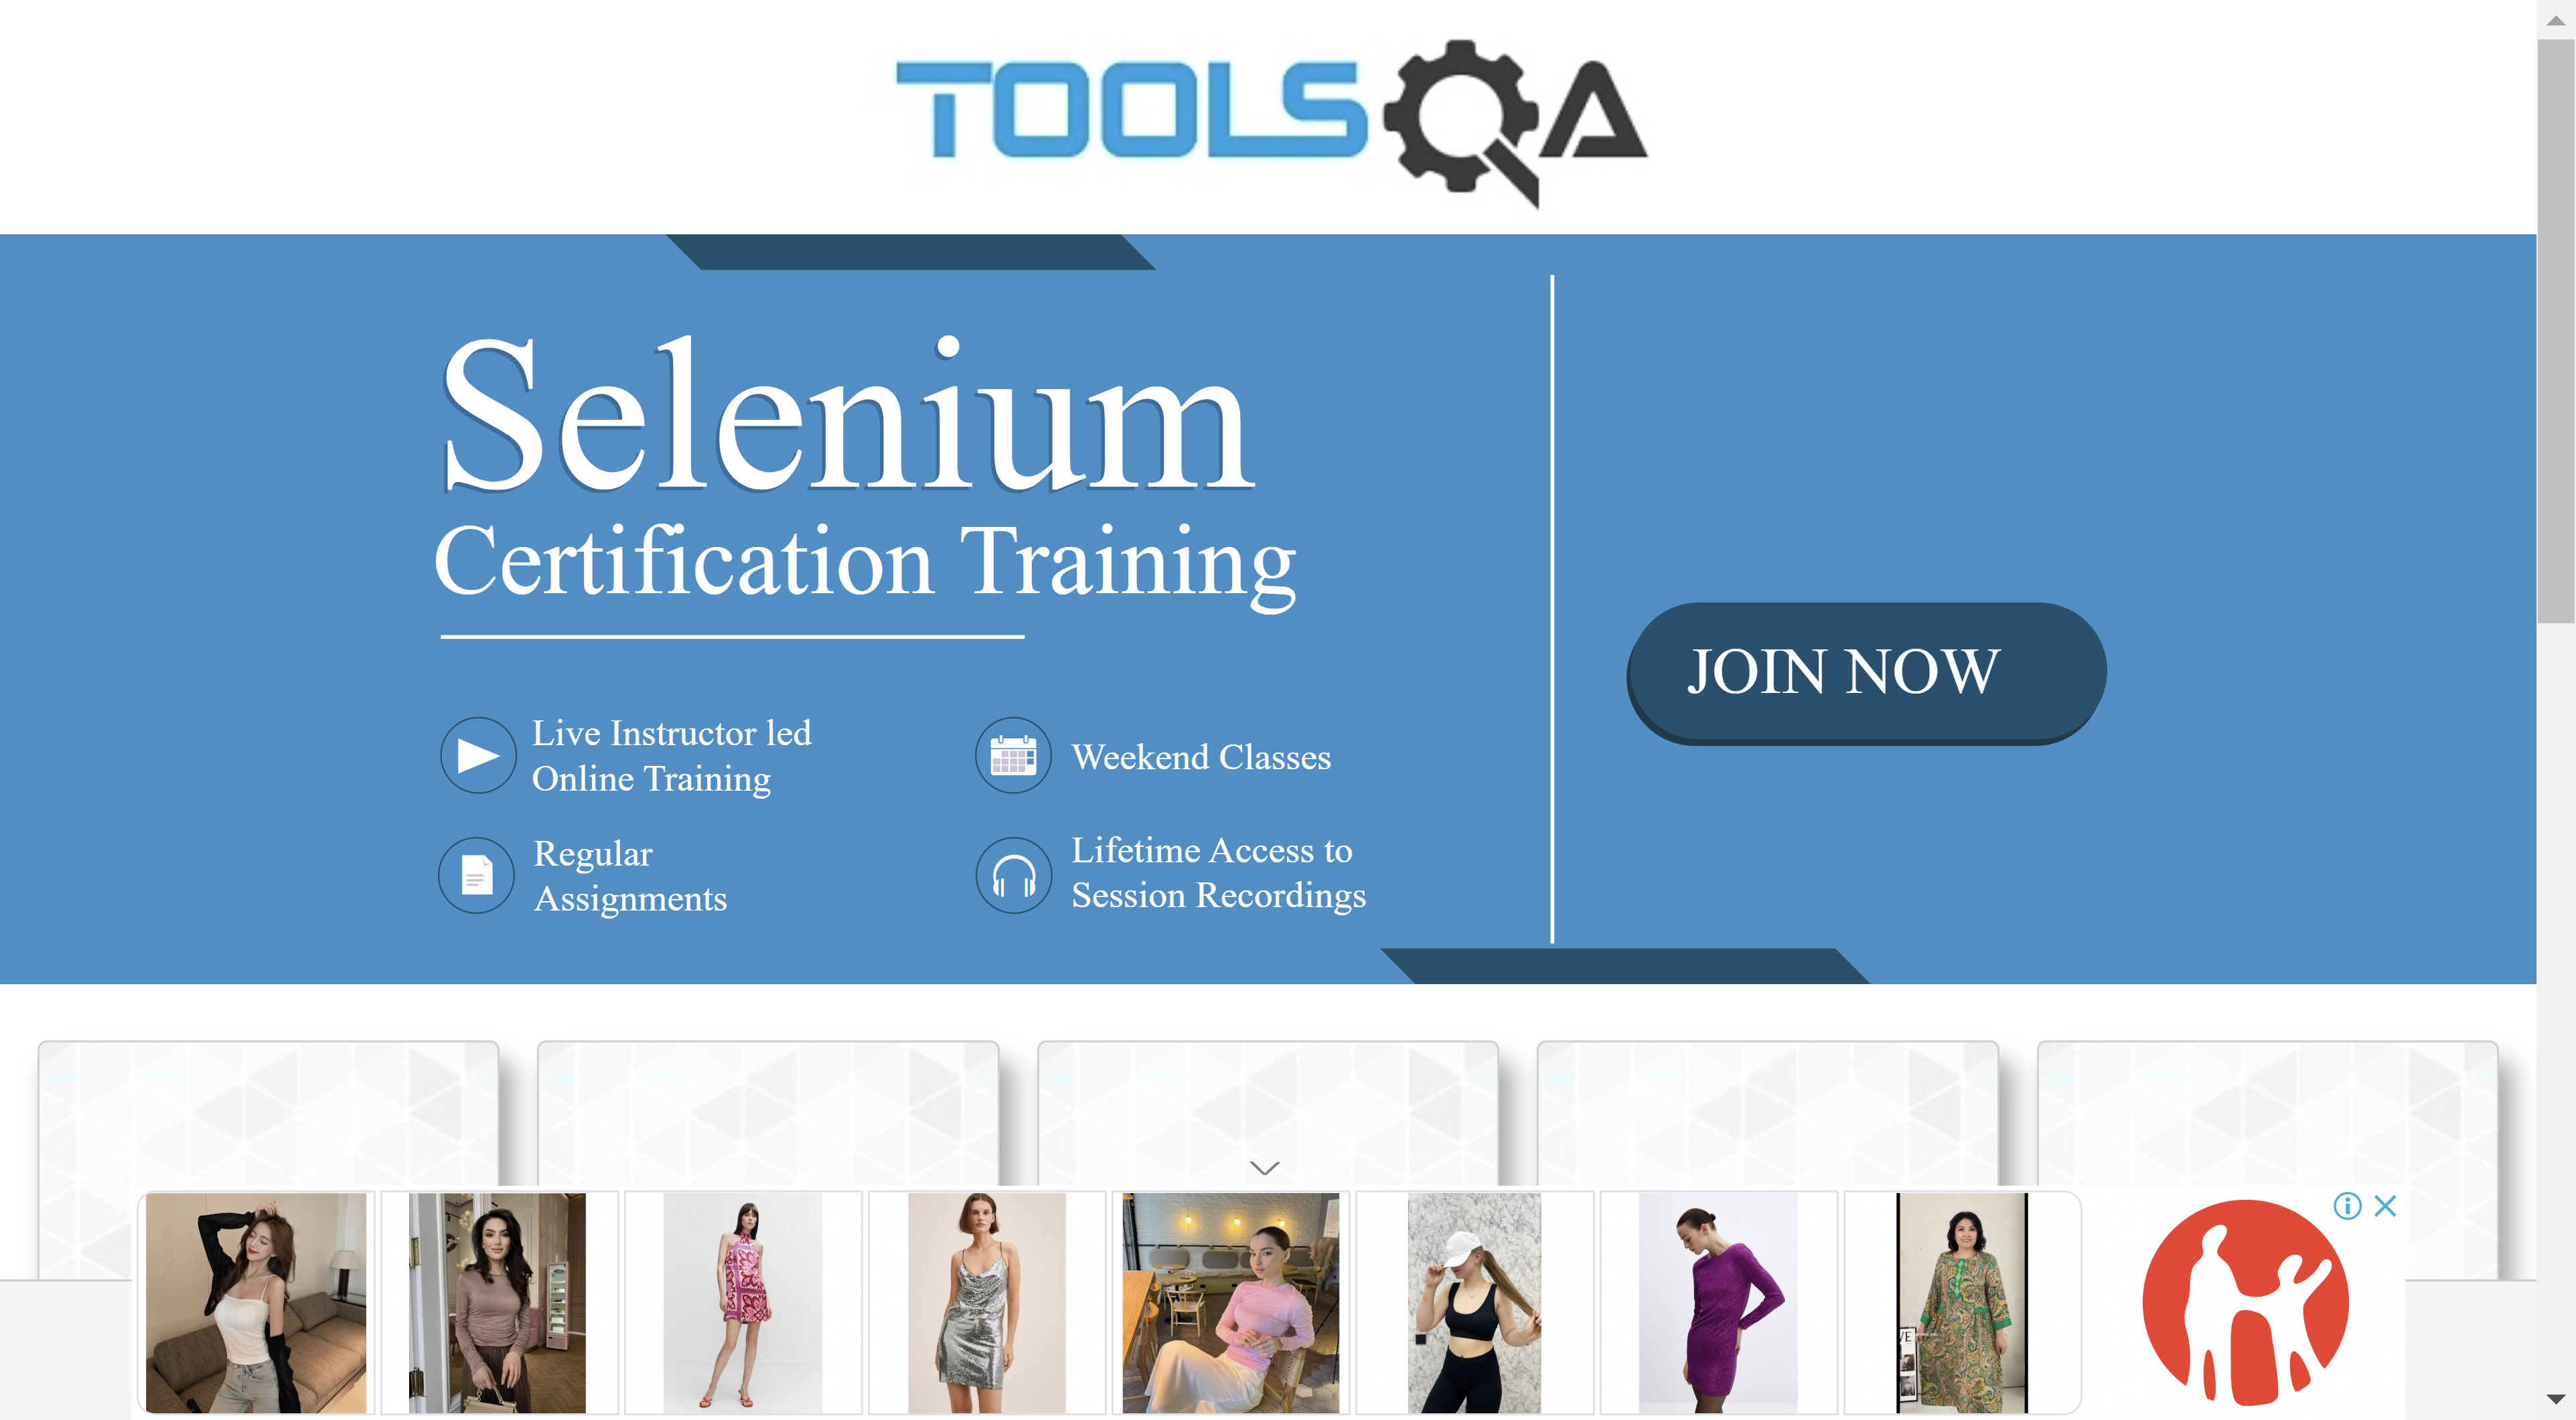 TOOLSQA
Selenium
Certification Training
Live Instructor led
Online Training
Weekend Classes
Regular
Assignments
Lifetime Access to
Session Recordings
JOIN NOW